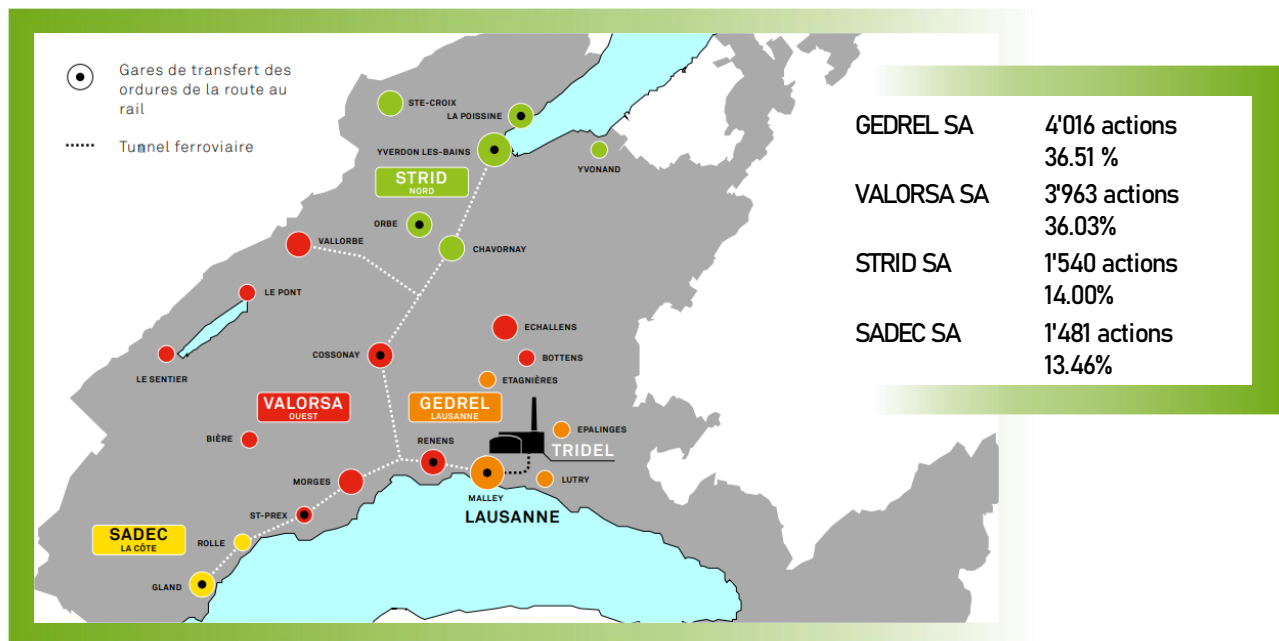 Gares de transfert des
ordures de la route au
rail
Tunnel ferroviaire
STE-CROIX
LA POISSINE
YVERDON LES-BAINS
YVONAND
STRID
NORD
ORBE
CHAVORNAY
VALLORBE
LE PONT
LE SENTIER
COSSONAY
ECHALLENS
BOTTENS
ETAGNIÈRES
VALORSA
OUEST
GEDREL
LAUSANNE
BIÈRE
RENENS
EPALINGES
TRIDEL
MORGES
MALLEY
LUTRY
LAUSANNE
ST-PREX
SADEC
LA CÔTE
ROLLE
GLAND
GEDREL SA 4'016 actions
36.51 %
VALORSA SA 3'963 actions
36.03%
STRID SA 1'540 actions
14.00%
SADEC SA 1'481 actions
13.46%